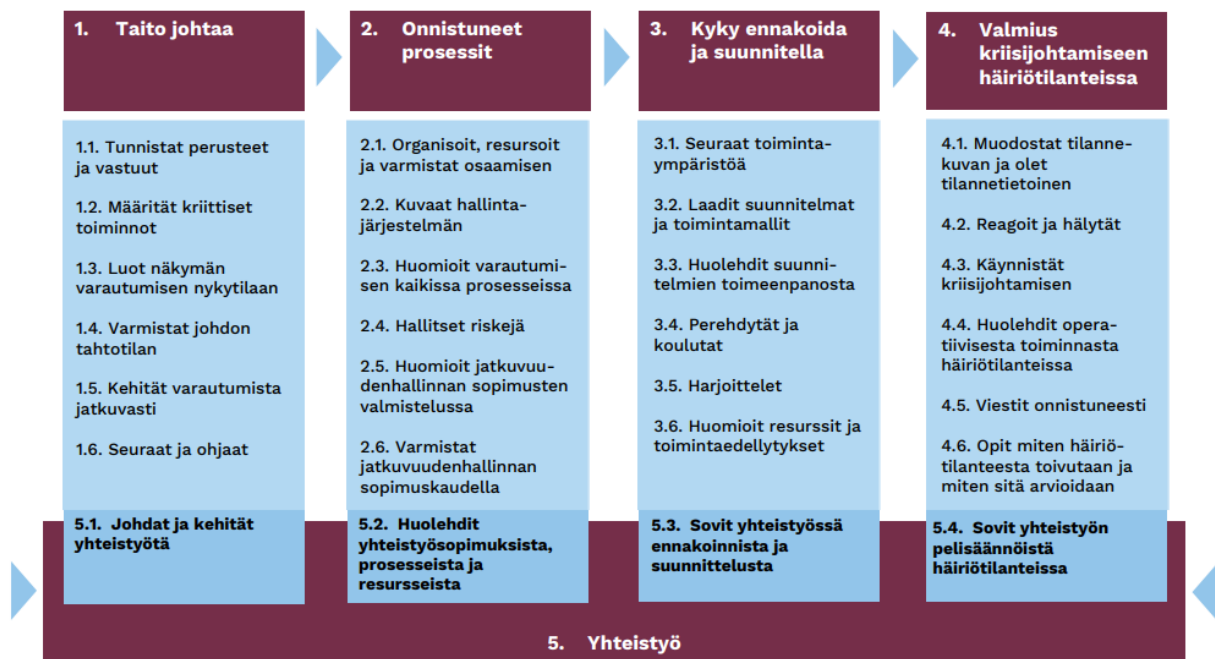 1. Taito johtaa
2. Onnistuneet
prosessit
3. Kyky ennakoida
ja suunnitella
4. Valmius
kriisijohtamiseen
häiriötilanteissa
1.1. Tunnistat perusteet
ja vastuut
1.2. Määrität kriittiset
toiminnot
1.3. Luot näkymän
varautumisen nykytilaan
1.4. Varmistat johdon
tahtotilan
1.5. Kehität varautumista
jatkuvasti
1.6. Seuraat ja ohjaat
2.1. Organisoit, resursoit
ja varmistat osaamisen
2.2. Kuvaat hallinta-
järjestelmän
2.3. Huomioit varautumi-
sen kaikissa prosesseissa
2.4. Hallitset riskejä
2.5. Huomioit jatkuvuu-
denhallinnan sopimusten
valmistelussa
2.6. Varmistat
jatkuvuudenhallinnan
sopimuskaudella
3.1. Seuraat toiminta-
ympäristöä
3.2. Laadit suunnitelmat
ja toimintamallit
3.3. Huolehdit suunni-
telmien toimeenpanosta
3.4. Perehdytät ja
koulutat
3.5. Harjoittelet
3.6. Huomioit resurssit ja
toimintaedellytykset
4.1. Muodostat tilanne-
kuvan ja olet
tilannetietoinen
4.2. Reagoit ja hälytät
4.3. Käynnistät
kriisijohtamisen
4.4. Huolehdit opera-
tiivisesta toiminnasta
häiriötilanteissa
4.5. Viestit onnistuneesti
4.6. Opit miten häiriö-
tilanteesta toivutaan ja
miten sitä arvioidaan
5.1. Johdat ja kehität
yhteistyötä
5.2. Huolehdit
yhteistyösopimuksista,
prosesseista ja
resursseista
5.3. Sovit yhteistyössä
ennakoinnista ja
suunnittelusta
5.4. Sovit yhteistyön
pelisäännöistä
häiriötilanteissa
5. Yhteistyö